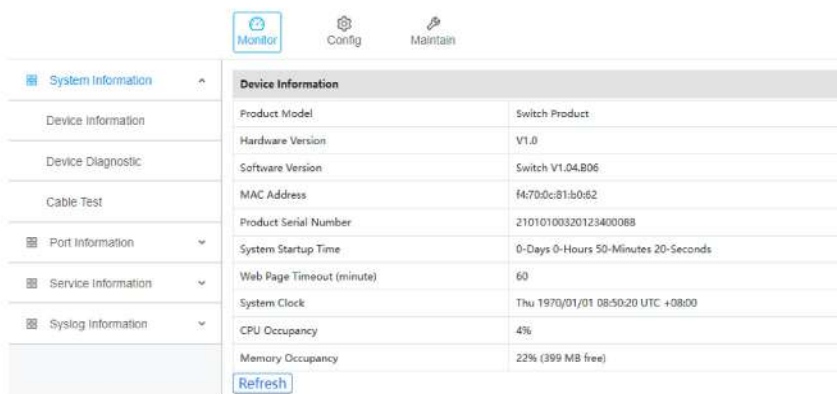 Monitor
Config
Maintain
System Information
Device Information
Device Diagnostic
Cable Test
Port Information
Service Information
Syslog Information
Device Information
Product Model Switch Product
Hardware Version V1.0
Software Version Switch V1.04.B06
MAC Address f4:70:0c:81:b0:62
Product Serial Number 21010100320123400088
System Startup Time 0-Days 0-Hours 50-Minutes 20-Seconds
Web Page Timeout (minute) 60
System Clock Thu 1970/01/01 08:50:20 UTC +08:00
CPU Occupancy 4%
Memory Occupancy 22% (399 MB free)
Refresh